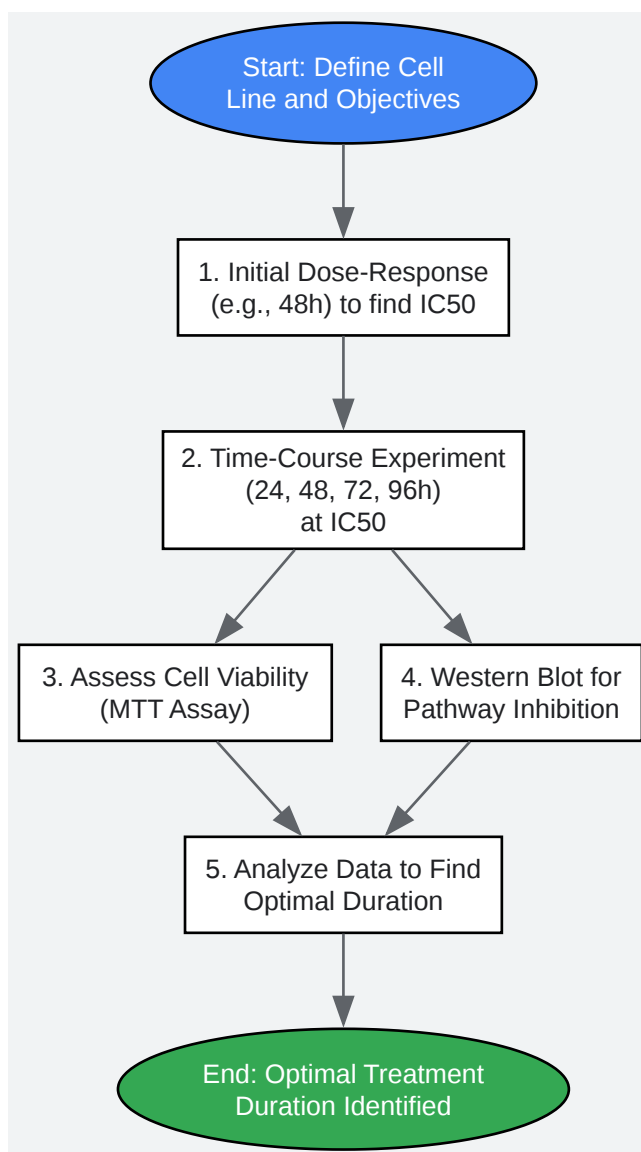 Start: Define Cell
Line and Objectives
1. Initial Dose-Response
(e.g., 48h) to find IC50
2. Time-Course Experiment
(24, 48, 72, 96h)
at IC50
3. Assess Cell Viability
(MTT Assay)
4. Western Blot for
Pathway Inhibition
5. Analyze Data to Find
Optimal Duration
End: Optimal Treatment
Duration Identified